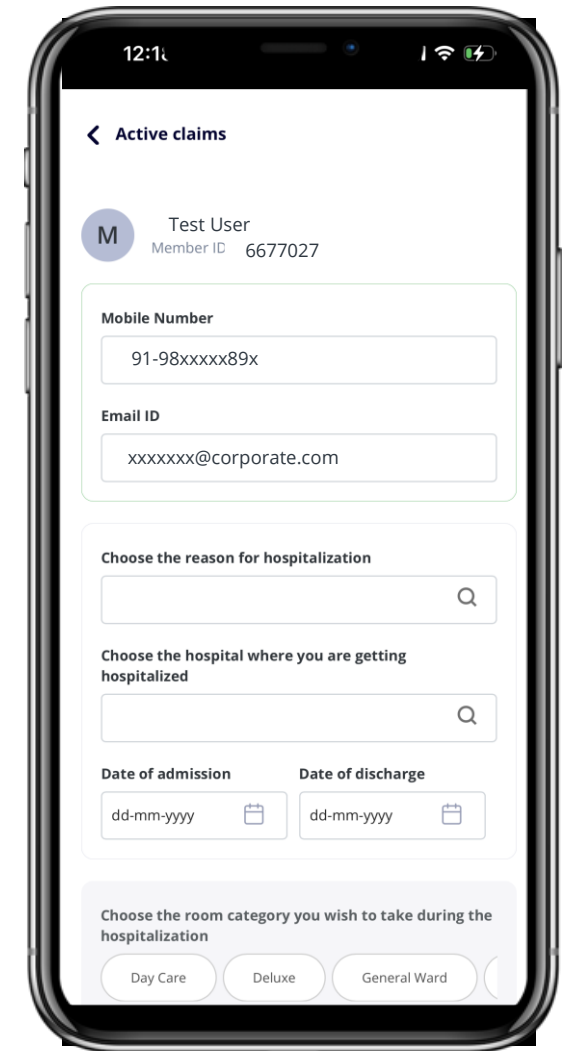 Active claims
M
Test User
Member ID 6677027
Mobile Number
91-98xxxxx89x
Email ID
xxxxxxx@corporate.com
Choose the reason for hospitalization
Choose the hospital where you are getting
hospitalized
Date of admission Date of discharge
dd-mm-yyyy dd-mm-yyyy
Choose the room category you wish to take during the
hospitalization
Day Care Deluxe General Ward